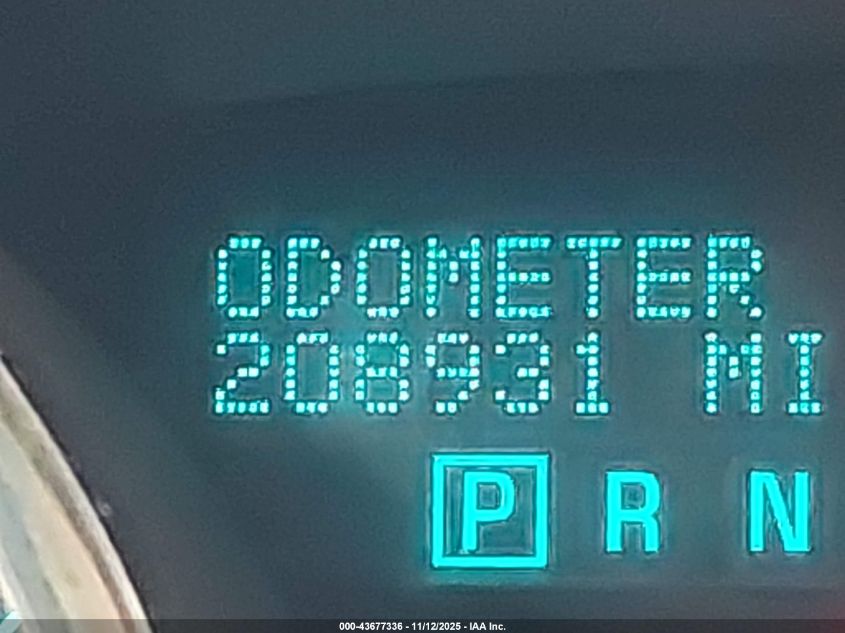 ODOMETER
208931 MI
P R N
000-43677336 - 11/12/2025 - IAA Inc.